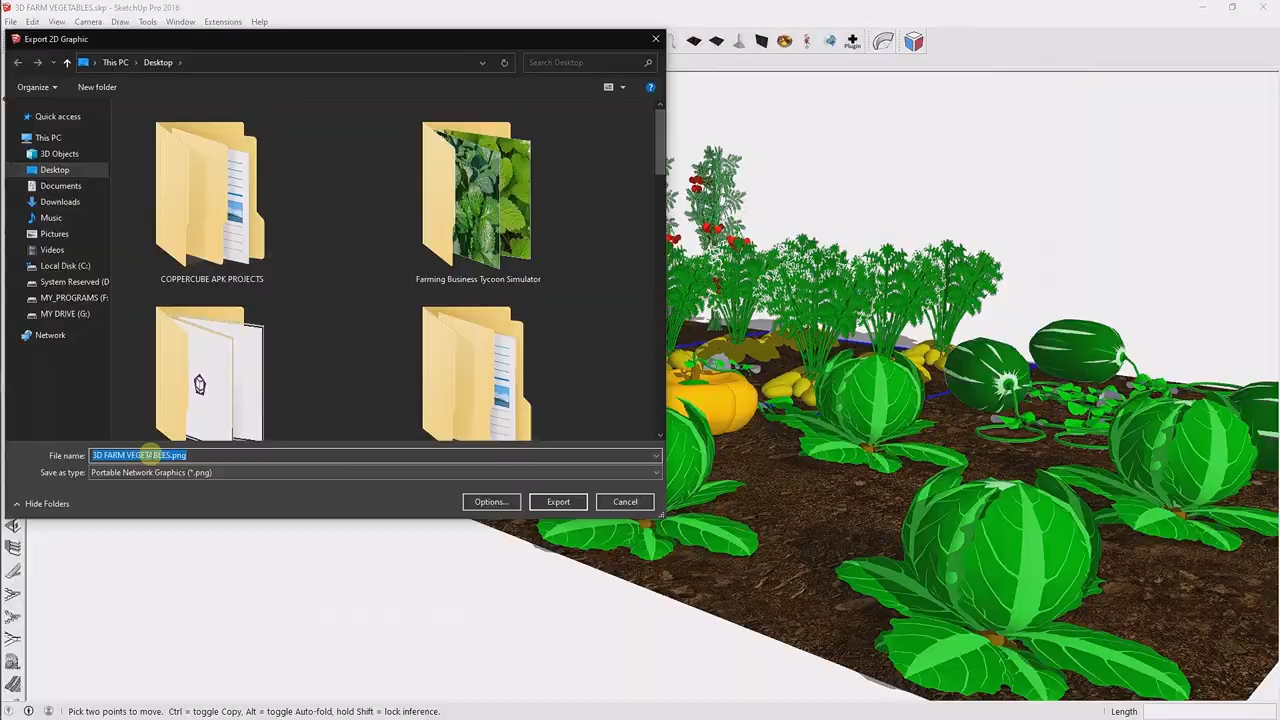 3D FARM VEGETABLES.skp - SketchUp Pro 2016
File Edit View Camera Draw Tools Window Extensions Help
Export 2D Graphic
This PC Desktop
Search Desktop
Organize New folder
Plugin
Quick access
This PC
3D Objects
Desktop
Documents
Downloads
Music
Pictures
Videos
Local Disk (C:)
System Reserved (D
MY_PROGRAMS (F:
MY DRIVE (G:)
Network
COPPERCUBE APK PROJECTS
Farming Business Tycoon Simulator
File name: 3D FARM VEGETABLES.png
Save as type: Portable Network Graphics (*.png)
Hide Folders
Options... Export Cancel
Pick two points to move. Ctrl = toggle Copy, Alt = toggle Auto-fold, hold Shift = lock inference.
Length